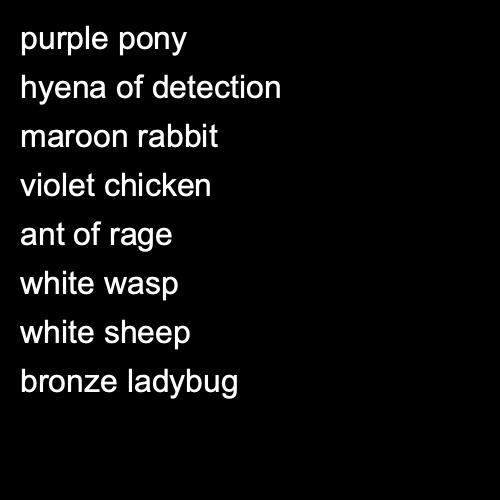 purple pony
hyena of detection
maroon rabbit
violet chicken
ant of rage
white wasp
white sheep
bronze ladybug